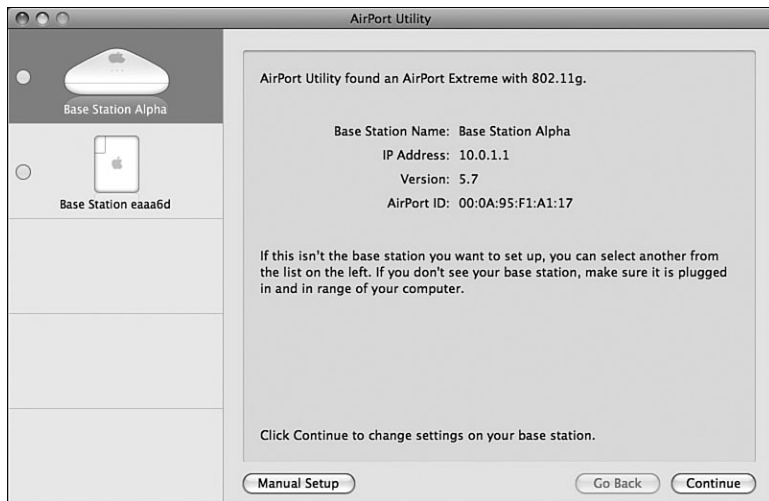 AirPort Utility
Base Station Alpha
Base Station eaaa6d
AirPort Utility found an AirPort Extreme with 802.11g.
Base Station Name: Base Station Alpha
IP Address: 10.0.1.1
Version: 5.7
AirPort ID: 00:0A:95:F1:A1:17
If this isn't the base station you want to set up, you can select another from
the list on the left. If you don't see your base station, make sure it is plugged
in and in range of your computer.
Click Continue to change settings on your base station.
Manual Setup
Go Back
Continue